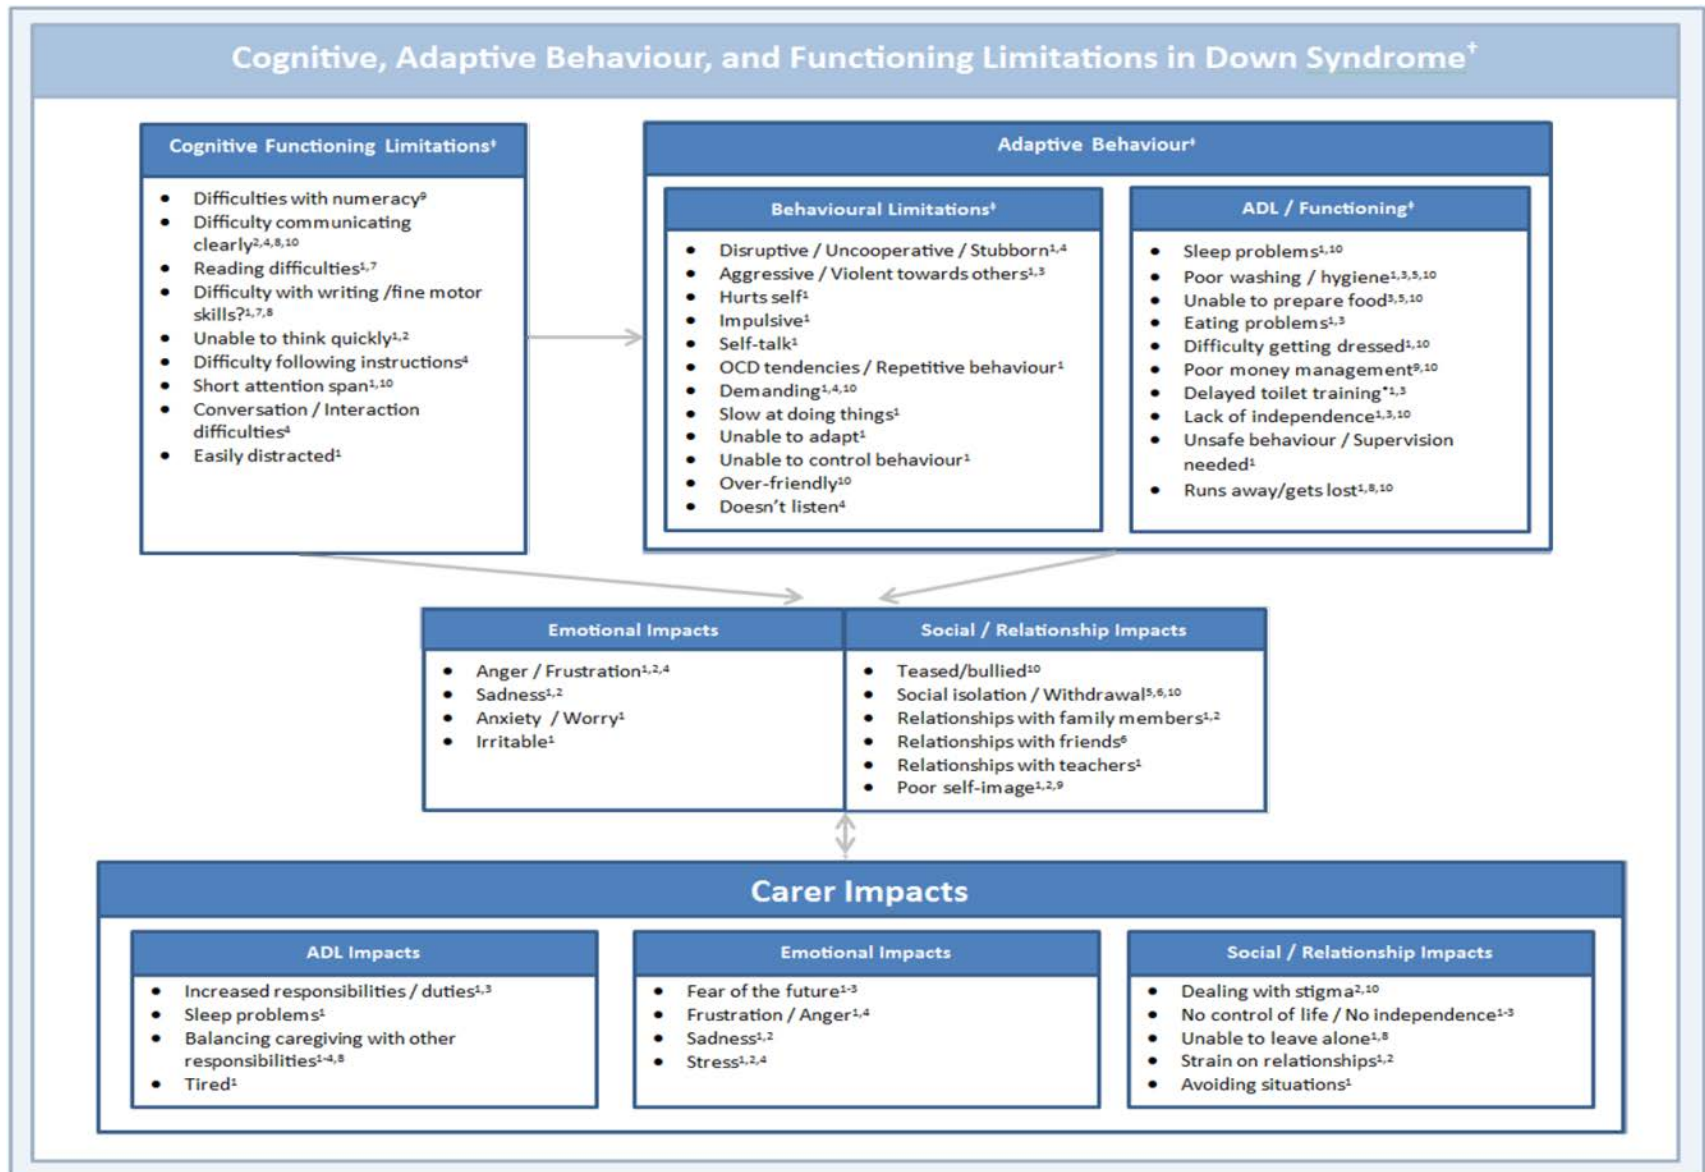 Cognitive, Adaptive Behaviour, and Functioning Limitations in Down Syndrome†
Cognitive Functioning Limitations‡
• Difficulties with numeracy⁹
• Difficulty communicating
clearly²,⁴,⁸,¹⁰
• Reading difficulties¹,⁷
• Difficulty with writing /fine motor
skills?¹,⁷,⁸
• Unable to think quickly¹,²
• Difficulty following instructions⁴
• Short attention span¹,¹⁰
• Conversation / Interaction
difficulties⁴
• Easily distracted¹
Adaptive Behaviour‡
Behavioural Limitations‡
• Disruptive / Uncooperative / Stubborn¹,⁴
• Aggressive / Violent towards others¹,³
• Hurts self¹
• Impulsive¹
• Self-talk¹
• OCD tendencies / Repetitive behaviour¹
• Demanding¹,⁴,¹⁰
• Slow at doing things¹
• Unable to adapt¹
• Unable to control behaviour¹
• Over-friendly¹⁰
• Doesn't listen⁴
ADL / Functioning‡
• Sleep problems¹,¹⁰
• Poor washing / hygiene¹,³,⁵,¹⁰
• Unable to prepare food³,⁵,¹⁰
• Eating problems¹,³
• Difficulty getting dressed¹,¹⁰
• Poor money management⁹,¹⁰
• Delayed toilet training*¹,³
• Lack of independence¹,³,¹⁰
• Unsafe behaviour / Supervision
needed¹
• Runs away/gets lost¹,⁸,¹⁰
Emotional Impacts
• Anger / Frustration¹,²,⁴
• Sadness¹,²
• Anxiety / Worry¹
• Irritable¹
Social / Relationship Impacts
• Teased/bullied¹⁰
• Social isolation / Withdrawal⁵,⁶,¹⁰
• Relationships with family members¹,²
• Relationships with friends⁶
• Relationships with teachers¹
• Poor self-image¹,²,⁹
Carer Impacts
ADL Impacts
• Increased responsibilities / duties¹,³
• Sleep problems¹
• Balancing caregiving with other
responsibilities¹⁻⁴,⁸
• Tired¹
Emotional Impacts
• Fear of the future¹⁻³
• Frustration / Anger¹,⁴
• Sadness¹,²
• Stress¹,²,⁴
Social / Relationship Impacts
• Dealing with stigma²,¹⁰
• No control of life / No independence¹⁻³
• Unable to leave alone¹,⁸
• Strain on relationships¹,²
• Avoiding situations¹